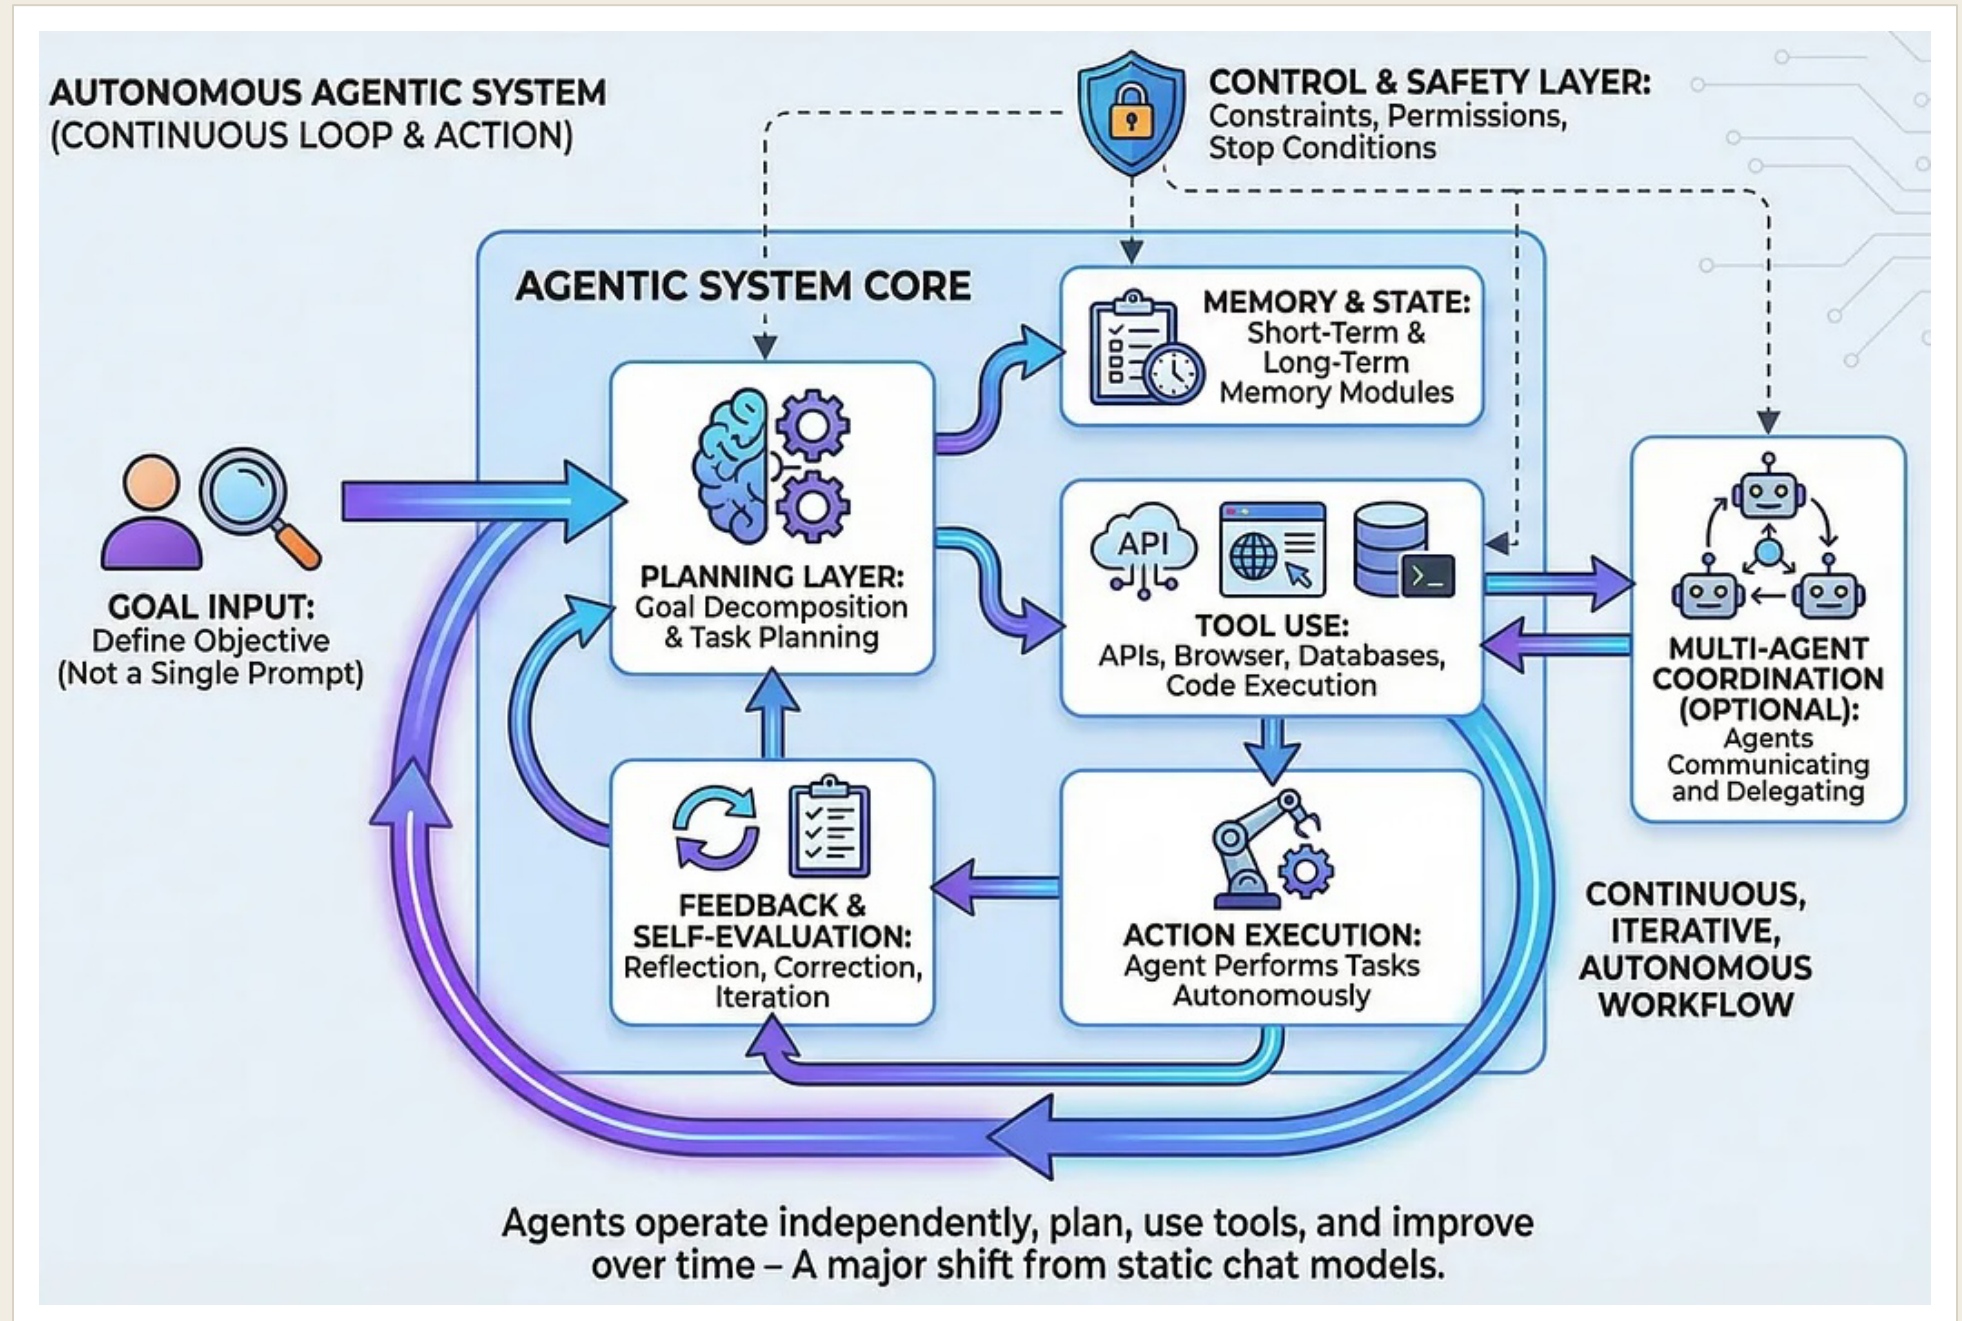 AUTONOMOUS AGENTIC SYSTEM
(CONTINUOUS LOOP & ACTION)
CONTROL & SAFETY LAYER:
Constraints, Permissions,
Stop Conditions
AGENTIC SYSTEM CORE
MEMORY & STATE:
Short-Term &
Long-Term
Memory Modules
GOAL INPUT:
Define Objective
(Not a Single Prompt)
PLANNING LAYER:
Goal Decomposition
& Task Planning
API
>_
TOOL USE:
APIs, Browser, Databases,
Code Execution
MULTI-AGENT
COORDINATION
(OPTIONAL):
Agents
Communicating
and Delegating
FEEDBACK &
SELF-EVALUATION:
Reflection, Correction,
Iteration
ACTION EXECUTION:
Agent Performs Tasks
Autonomously
CONTINUOUS,
ITERATIVE,
AUTONOMOUS
WORKFLOW
Agents operate independently, plan, use tools, and improve
over time – A major shift from static chat models.